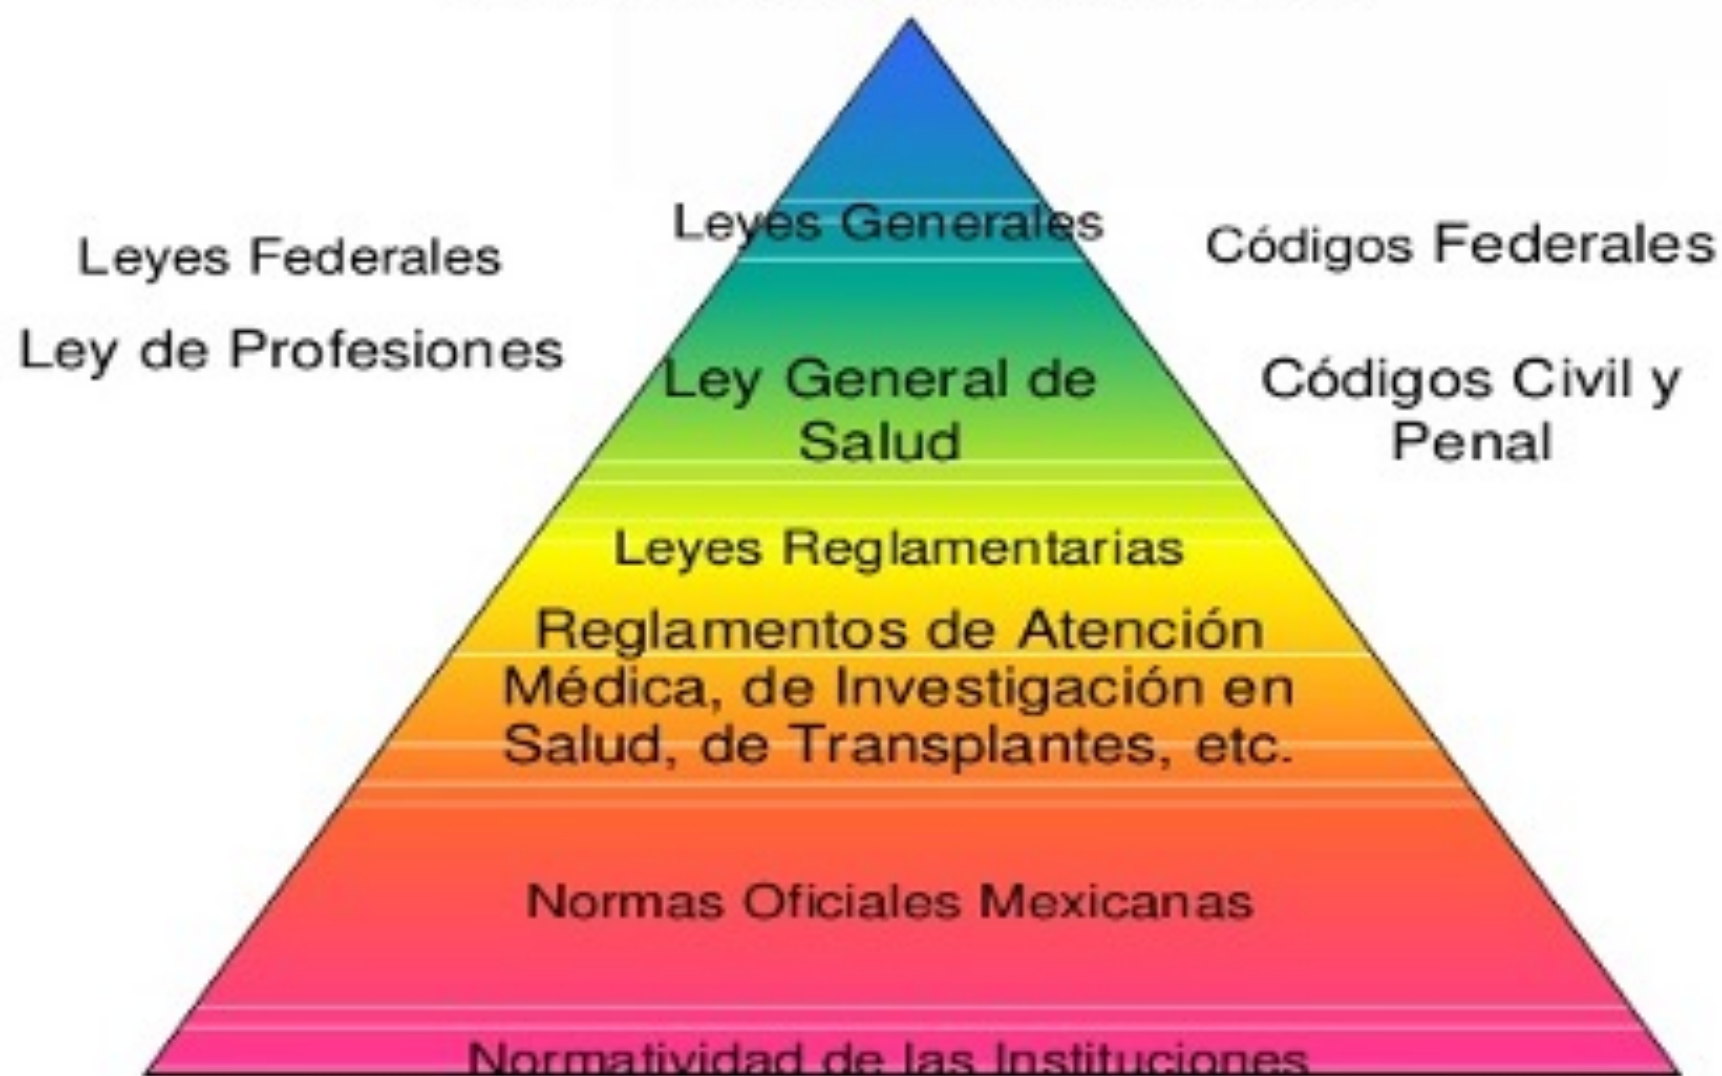 Leyes Generales
Leyes Federales
Códigos Federales
Ley de Profesiones
Ley General de
Salud
Códigos Civil y
Penal
Leyes Reglamentarias
Reglamentos de Atención
Médica, de Investigación en
Salud, de Transplantes, etc.
Normas Oficiales Mexicanas
Normatividad de las Instituciones